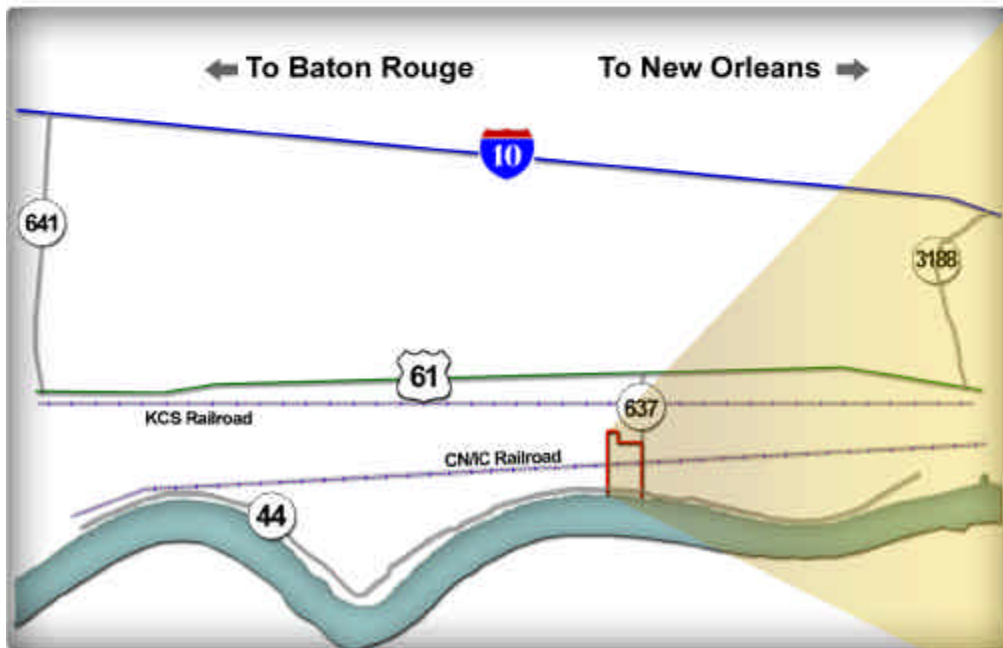 To Baton Rouge
To New Orleans
10
641
3188
61
637
KCS Railroad
CN/IC Railroad
44